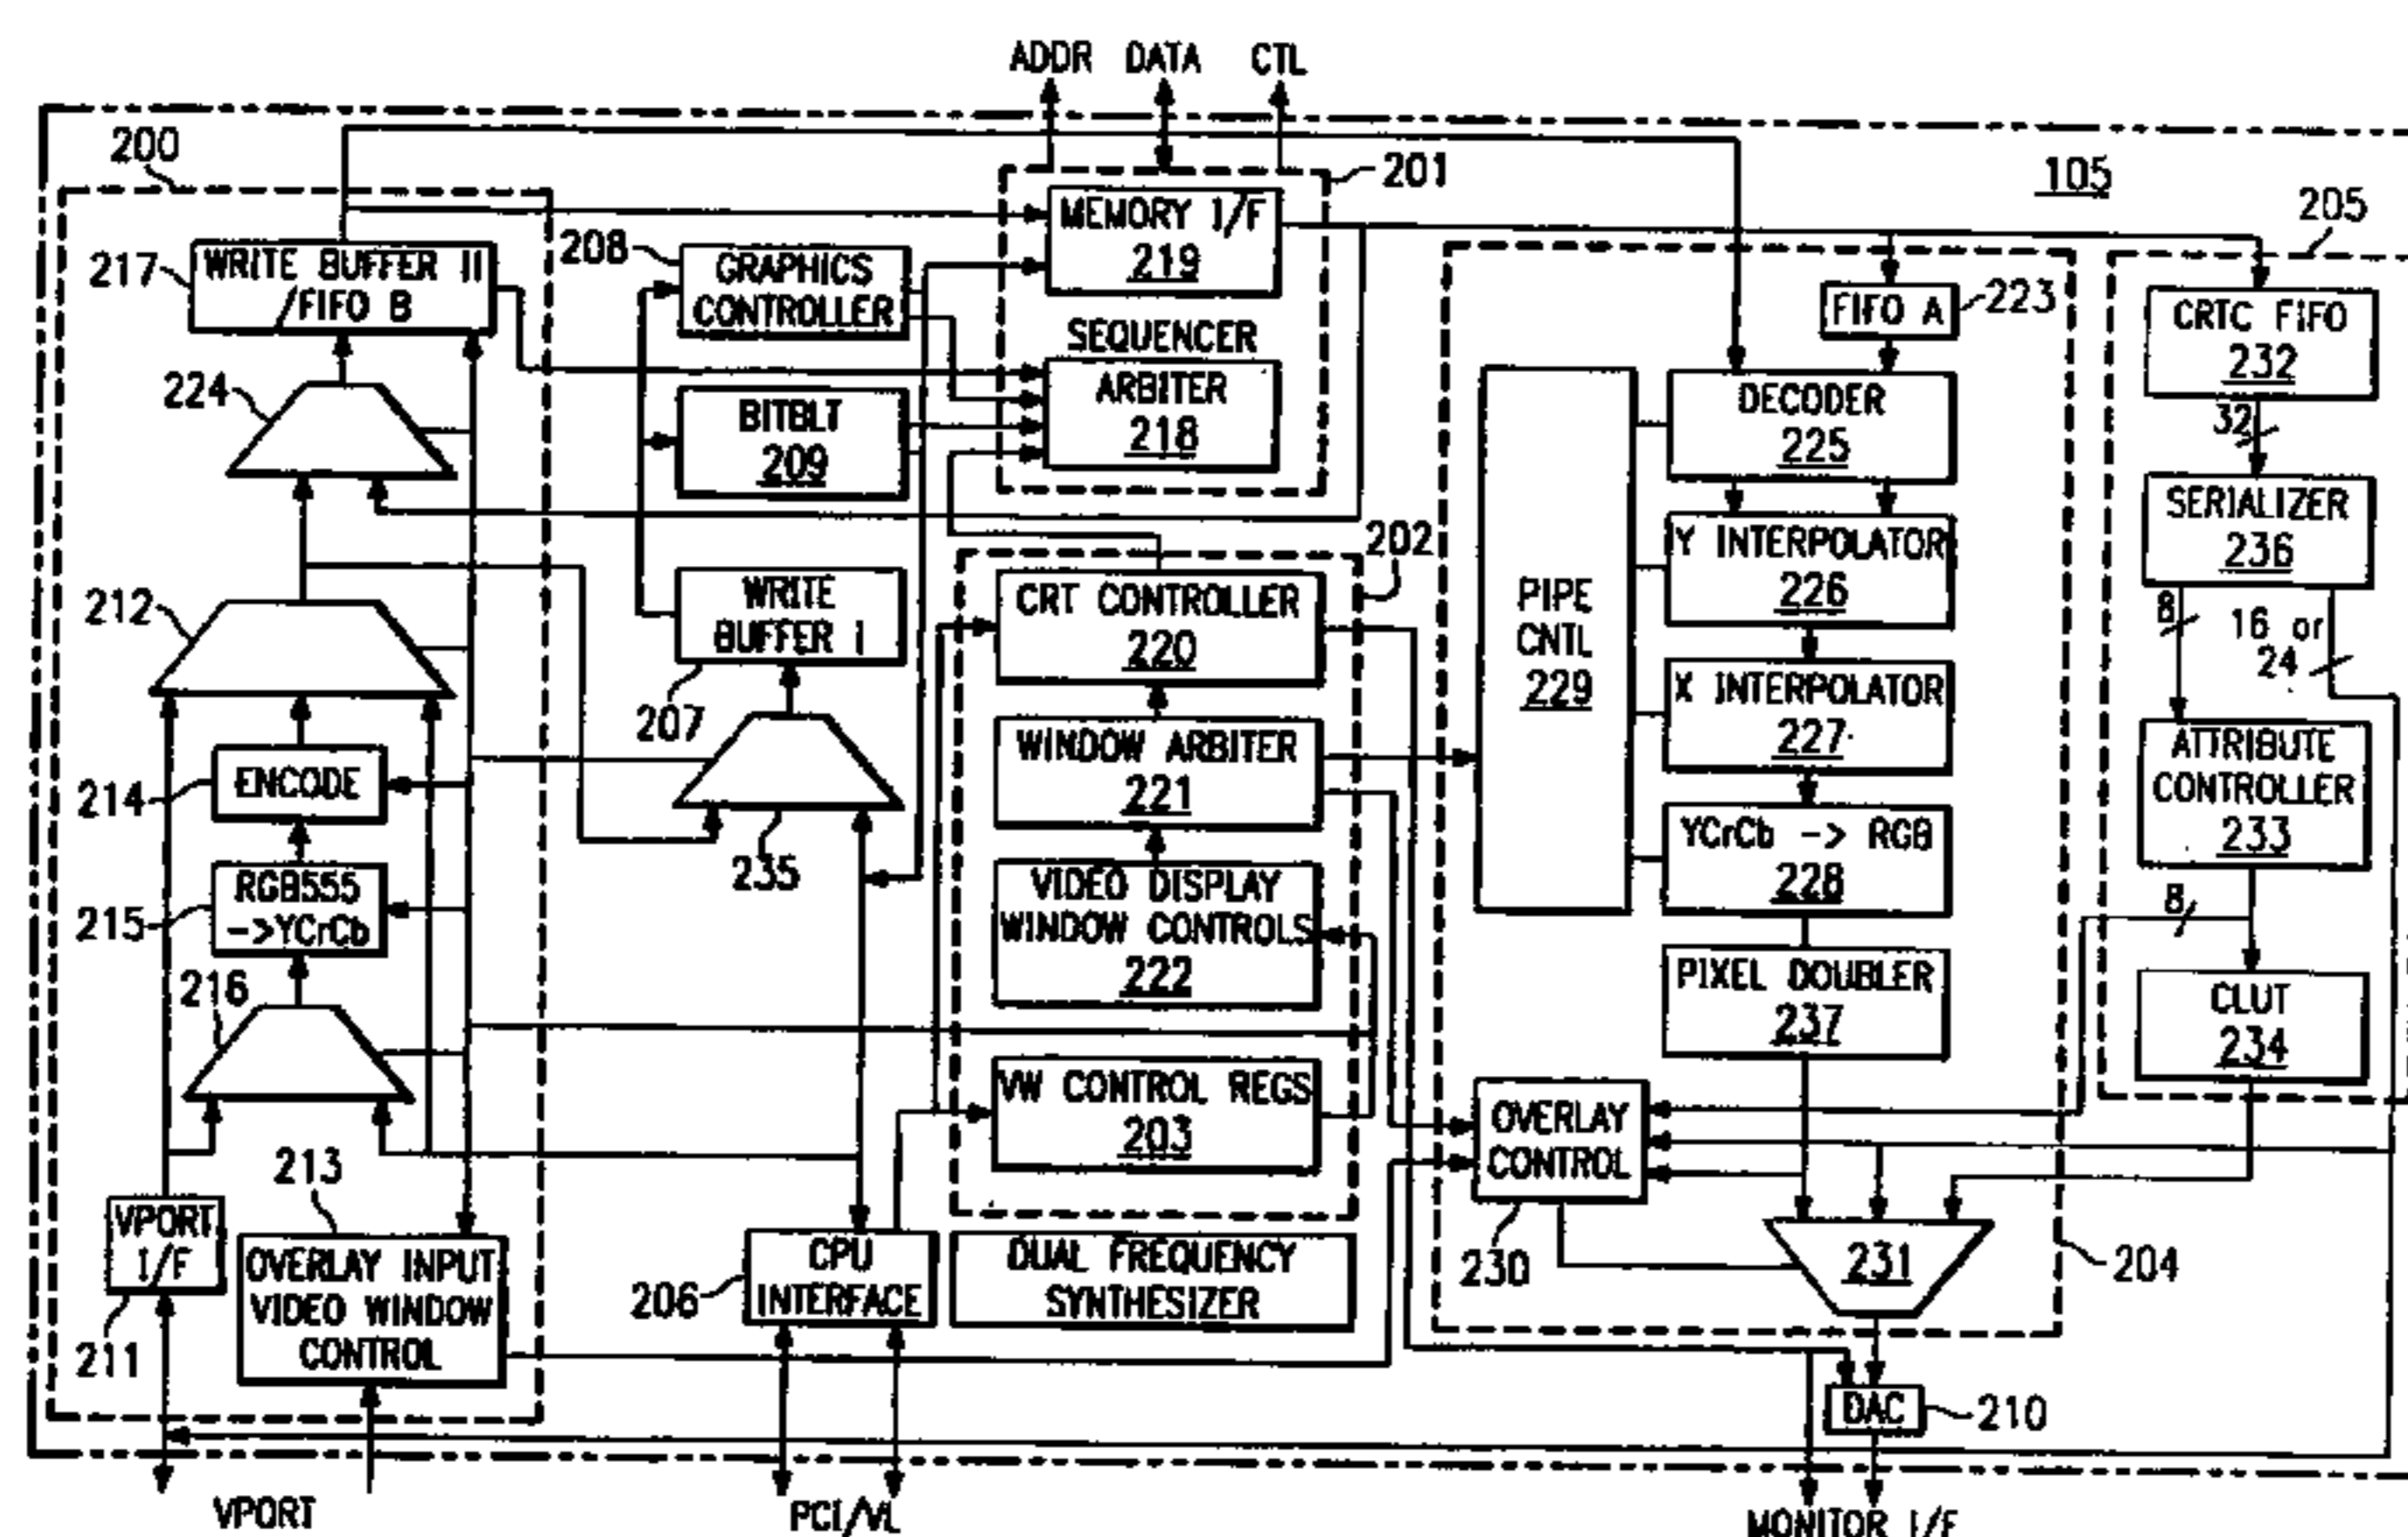 ADDR DATA CTL
200
201
105
205
MEMORY I/F
219
208
GRAPHICS
CONTROLLER
217
WRITE BUFFER II
/FIFO B
SEQUENCER
ARBITER
218
FIFO A
223
CRTC FIFO
232
32
224
BITBLT
209
DECODER
225
SERIALIZER
236
8
16 or
24
202
Y INTERPOLATOR
226
212
WRITE
BUFFER I
207
CRT CONTROLLER
220
PIPE
CNTL
229
X INTERPOLATOR
227
ATTRIBUTE
CONTROLLER
233
214
ENCODE
WINDOW ARBITER
221
YCrCb -> RGB
228
8
215
RGB555
->YCrCb
235
VIDEO DISPLAY
WINDOW CONTROLS
222
PIXEL DOUBLER
237
CLUT
234
216
VW CONTROL REGS
203
OVERLAY
CONTROL
230
231
204
213
VPORT
I/F
211
OVERLAY INPUT
VIDEO WINDOW
CONTROL
206
CPU
INTERFACE
DUAL FREQUENCY
SYNTHESIZER
DAC
210
VPORT
PCI/VL
MONITOR I/F